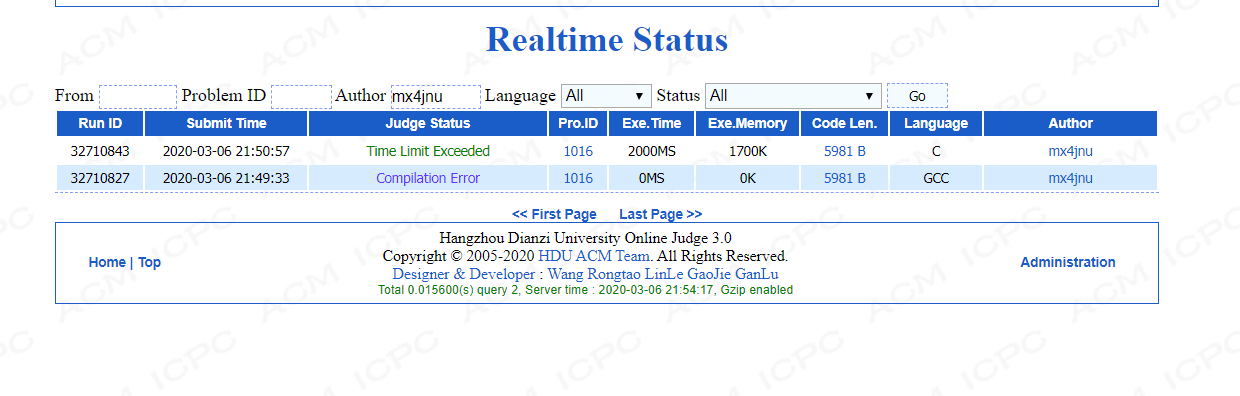 Realtime Status
From Problem ID Author mx4jnu Language All Status All Go
Run ID Submit Time Judge Status Pro.ID Exe.Time Exe.Memory Code Len. Language Author
32710843 2020-03-06 21:50:57 Time Limit Exceeded 1016 2000MS 1700K 5981 B C mx4jnu
32710827 2020-03-06 21:49:33 Compilation Error 1016 0MS 0K 5981 B GCC mx4jnu
<< First Page Last Page >>
Hangzhou Dianzi University Online Judge 3.0
Copyright © 2005-2020 HDU ACM Team. All Rights Reserved.
Home | Top
Administration
Designer & Developer : Wang Rongtao LinLe GaoJie GanLu
Total 0.015600(s) query 2, Server time : 2020-03-06 21:54:17, Gzip enabled
ACM ICPC